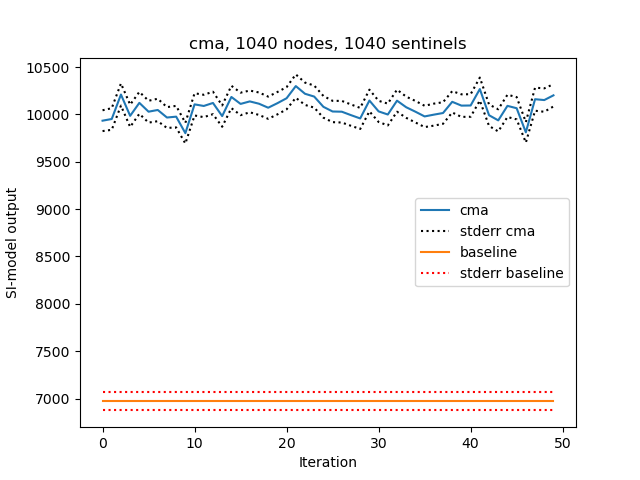 cma, 1040 nodes, 1040 sentinels
10500
10000
9500
9000
8500
8000
7500
7000
SI-model output
cma
stderr cma
baseline
stderr baseline
0
10
20
30
40
50
Iteration